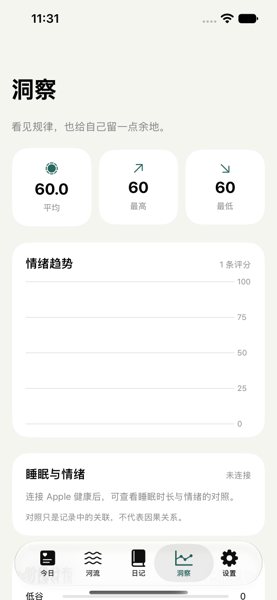 11:31
洞察
看见规律，也给自己留一点余地。
60.0
平均
60
最高
60
最低
情绪趋势
1 条评分
100
75
50
25
0
睡眠与情绪
未连接
连接 Apple 健康后，可查看睡眠时长与情绪的对照。
对照只是记录中的关联，不代表因果关系。
今日
河流
日记
洞察
设置
低谷
0